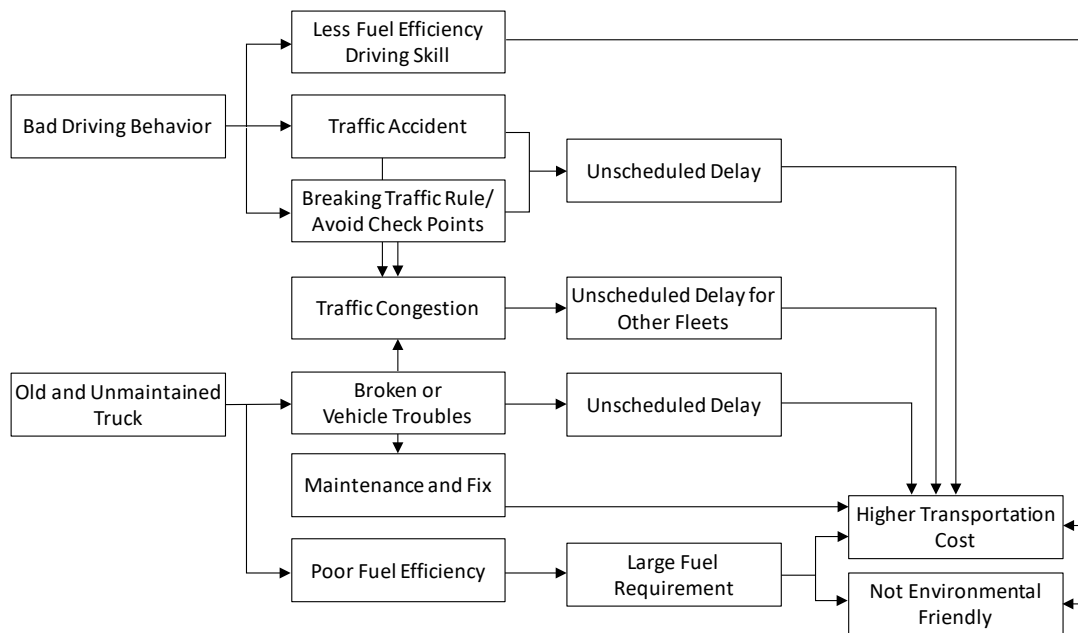 Less Fuel Efficiency
Driving Skill
Bad Driving Behavior
Traffic Accident
Unscheduled Delay
Breaking Traffic Rule/
Avoid Check Points
Traffic Congestion
Unscheduled Delay for
Other Fleets
Old and Unmaintained
Truck
Broken or
Vehicle Troubles
Unscheduled Delay
Maintenance and Fix
Higher Transportation
Cost
Poor Fuel Efficiency
Large Fuel
Requirement
Not Environmental
Friendly